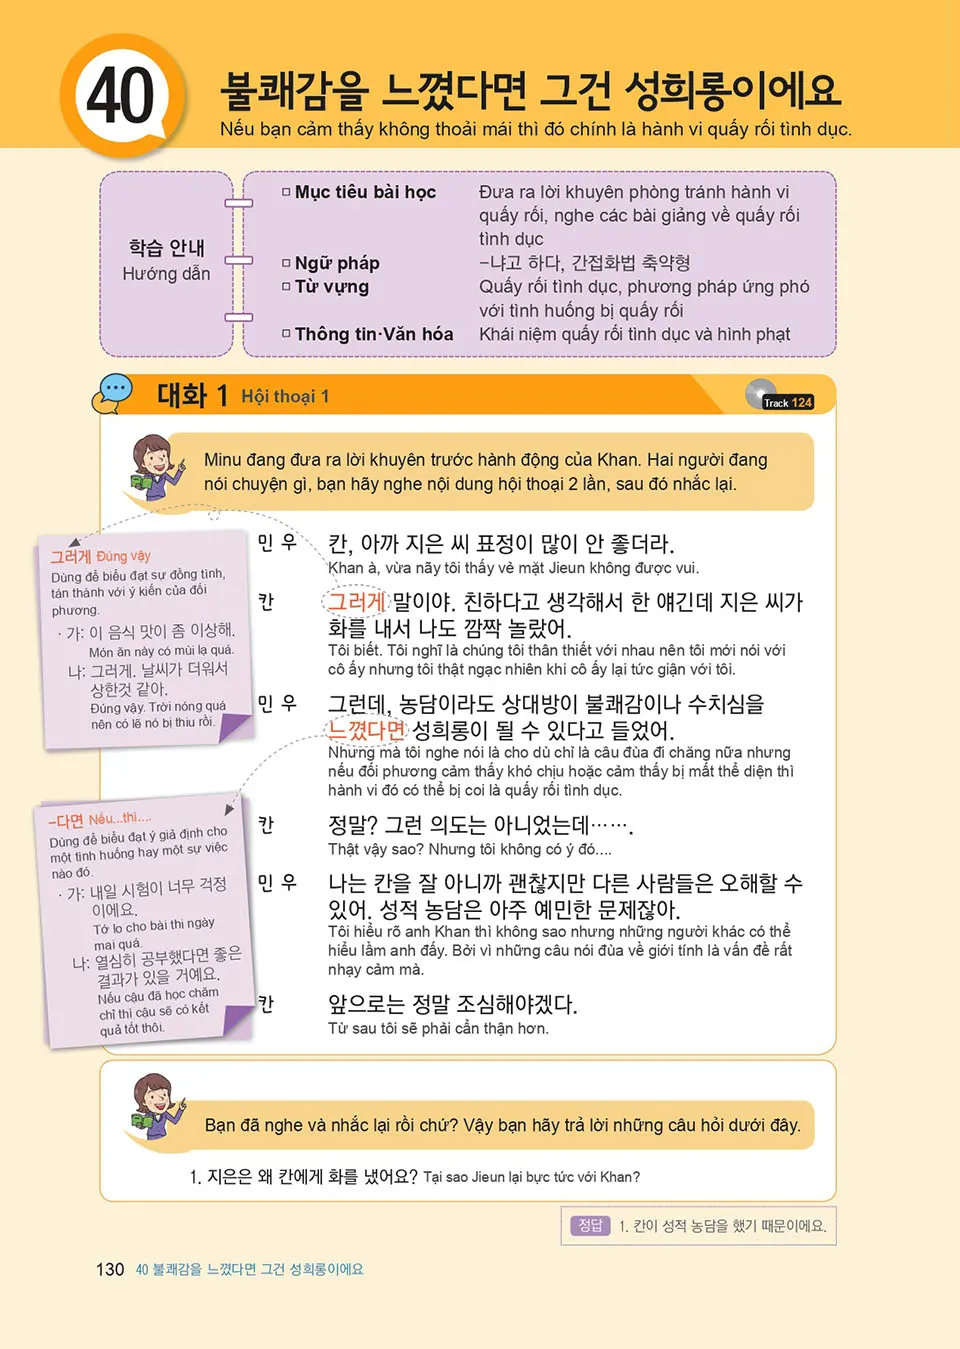 40
불쾌감을 느꼈다면 그건 성희롱이에요
Nếu bạn cảm thấy không thoải mái thì đó chính là hành vi quấy rối tình dục.
학습 안내
Hướng dẫn
□ Mục tiêu bài học Đưa ra lời khuyên phòng tránh hành vi
quấy rối, nghe các bài giảng về quấy rối
tình dục
□ Ngữ pháp –냐고 하다, 간접화법 축약형
□ Từ vựng Quấy rối tình dục, phương pháp ứng phó
với tình huống bị quấy rối
□ Thông tin·Văn hóa Khái niệm quấy rối tình dục và hình phạt
대화 1 Hội thoại 1
Track 124
Minu đang đưa ra lời khuyên trước hành động của Khan. Hai người đang
nói chuyện gì, bạn hãy nghe nội dung hội thoại 2 lần, sau đó nhắc lại.
민 우 칸, 아까 지은 씨 표정이 많이 안 좋더라.
Khan à, vừa nãy tôi thấy vẻ mặt Jieun không được vui.
칸 그러게 말이야. 친하다고 생각해서 한 얘긴데 지은 씨가
화를 내서 나도 깜짝 놀랐어.
Tôi biết. Tôi nghĩ là chúng tôi thân thiết với nhau nên tôi mới nói với
cô ấy nhưng tôi thật ngạc nhiên khi cô ấy lại tức giận với tôi.
민 우 그런데, 농담이라도 상대방이 불쾌감이나 수치심을
느꼈다면 성희롱이 될 수 있다고 들었어.
Nhưng mà tôi nghe nói là cho dù chỉ là câu đùa đi chăng nữa nhưng
nếu đối phương cảm thấy khó chịu hoặc cảm thấy bị mất thể diện thì
hành vi đó có thể bị coi là quấy rối tình dục.
칸 정말? 그런 의도는 아니었는데…….
Thật vậy sao? Nhưng tôi không có ý đó....
민 우 나는 칸을 잘 아니까 괜찮지만 다른 사람들은 오해할 수
있어. 성적 농담은 아주 예민한 문제잖아.
Tôi hiểu rõ anh Khan thì không sao nhưng những người khác có thể
hiểu lầm anh đấy. Bởi vì những câu nói đùa về giới tính là vấn đề rất
nhạy cảm mà.
칸 앞으로는 정말 조심해야겠다.
Từ sau tôi sẽ phải cẩn thận hơn.
그러게 Đúng vậy
Dùng để biểu đạt sự đồng tình,
tán thành với ý kiến của đối
phương.
· 가: 이 음식 맛이 좀 이상해.
Món ăn này có mùi lạ quá.
나: 그러게. 날씨가 더워서
상한것 같아.
Đúng vậy. Trời nóng quá
nên có lẽ nó bị thiu rồi.
–다면 Nếu...thì....
Dùng để biểu đạt ý giả định cho
một tình huống hay một sự việc
nào đó.
· 가: 내일 시험이 너무 걱정
이에요.
Tớ lo cho bài thi ngày
mai quá.
나: 열심히 공부했다면 좋은
결과가 있을 거예요.
Nếu cậu đã học chăm
chỉ thì cậu sẽ có kết
quả tốt thôi.
Bạn đã nghe và nhắc lại rồi chứ? Vậy bạn hãy trả lời những câu hỏi dưới đây.
1. 지은은 왜 칸에게 화를 냈어요? Tại sao Jieun lại bực tức với Khan?
정답 1. 칸이 성적 농담을 했기 때문이에요.
130 40 불쾌감을 느꼈다면 그건 성희롱이에요